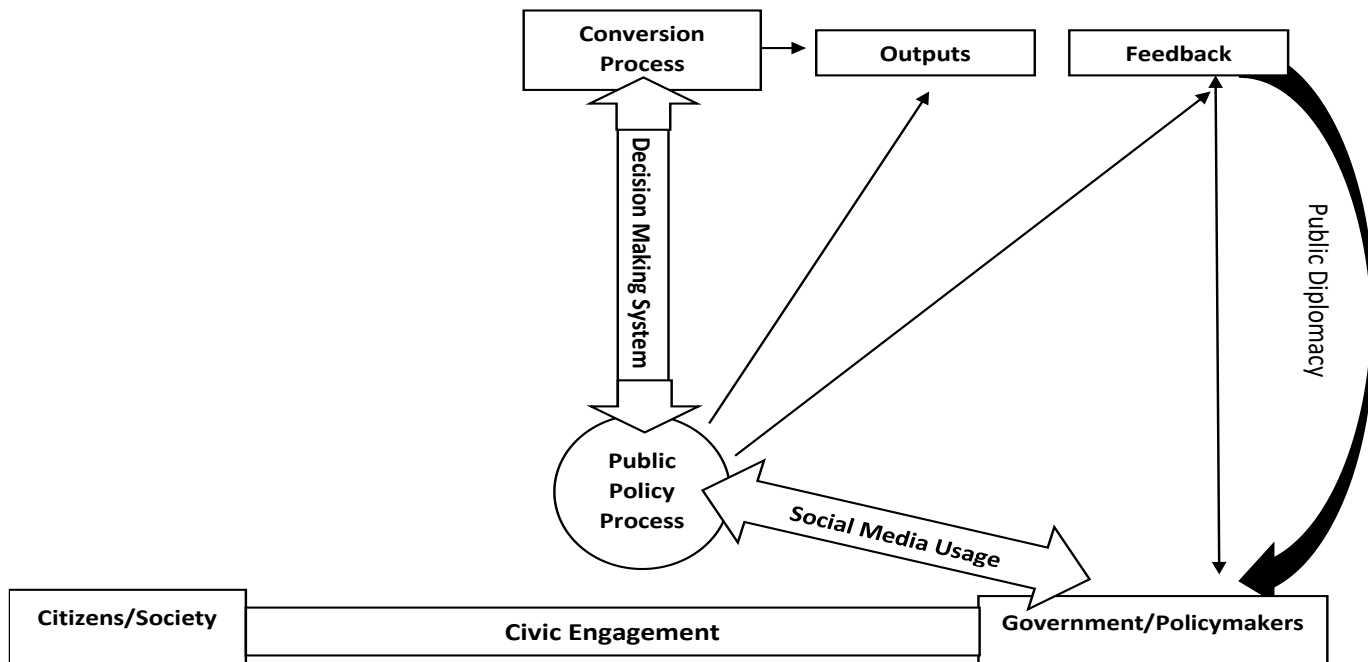 Conversion
Process
Outputs
Feedback
Decision Making System
Public Diplomacy
Public
Policy
Process
Social Media Usage
Citizens/Society
Civic Engagement
Government/Policymakers